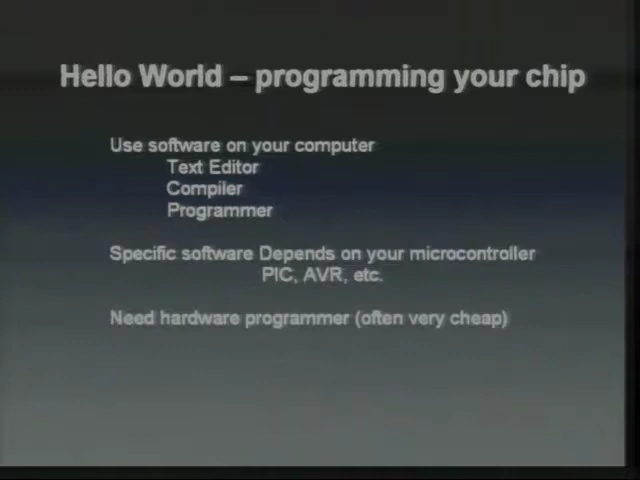 Hello World – programming your chip
Use software on your computer
Text Editor
Compiler
Programmer
Specific software Depends on your microcontroller
PIC, AVR, etc.
Need hardware programmer (often very cheap)